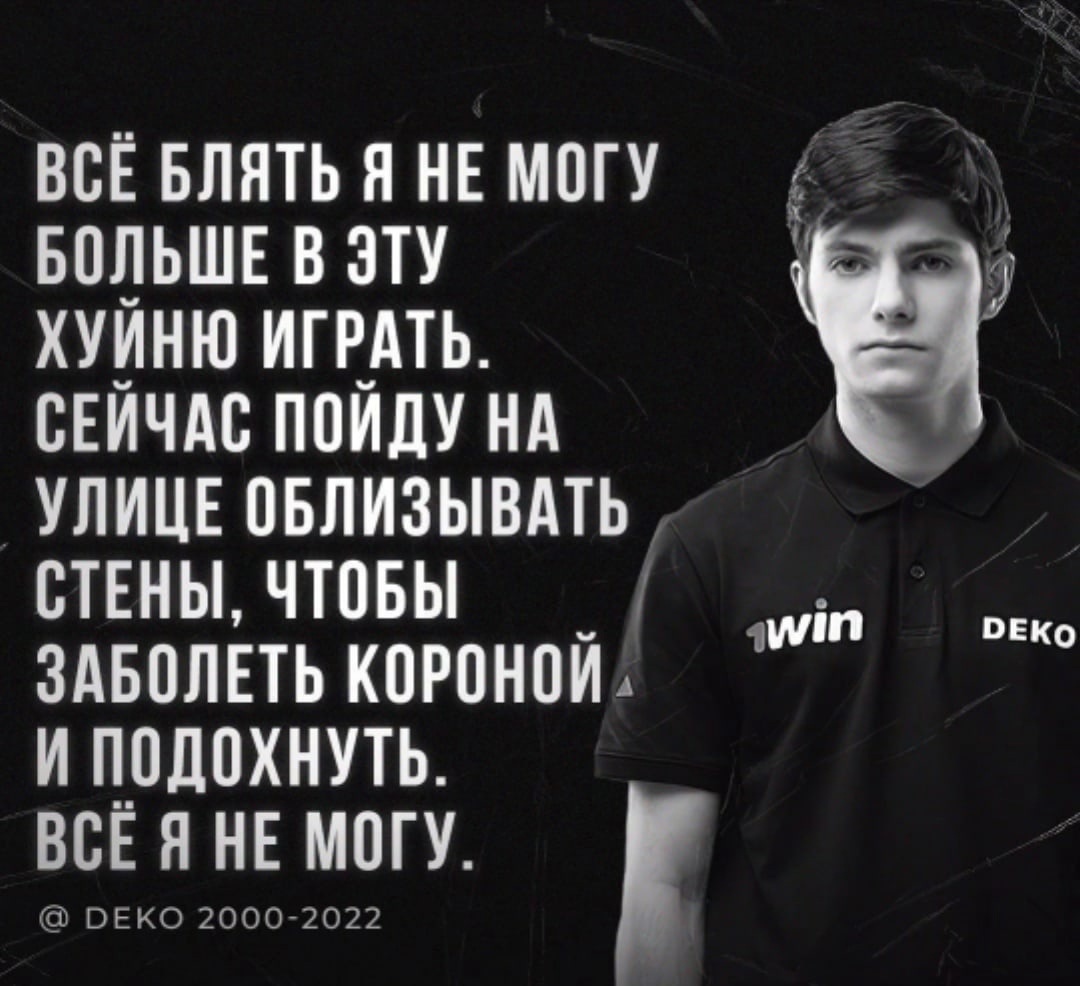 ВСЁ БЛЯТЬ Я НЕ МОГУ
БОЛЬШЕ В ЭТУ
ХУЙНЮ ИГРАТЬ.
СЕЙЧАС ПОЙДУ НА
УЛИЦЕ ОБЛИЗЫВАТЬ
СТЕНЫ, ЧТОБЫ
ЗАБОЛЕТЬ КОРОНОЙ
И ПОДОХНУТЬ.
ВСЁ Я НЕ МОГУ.
@ DEKO 2000-2022
1win
DEKO